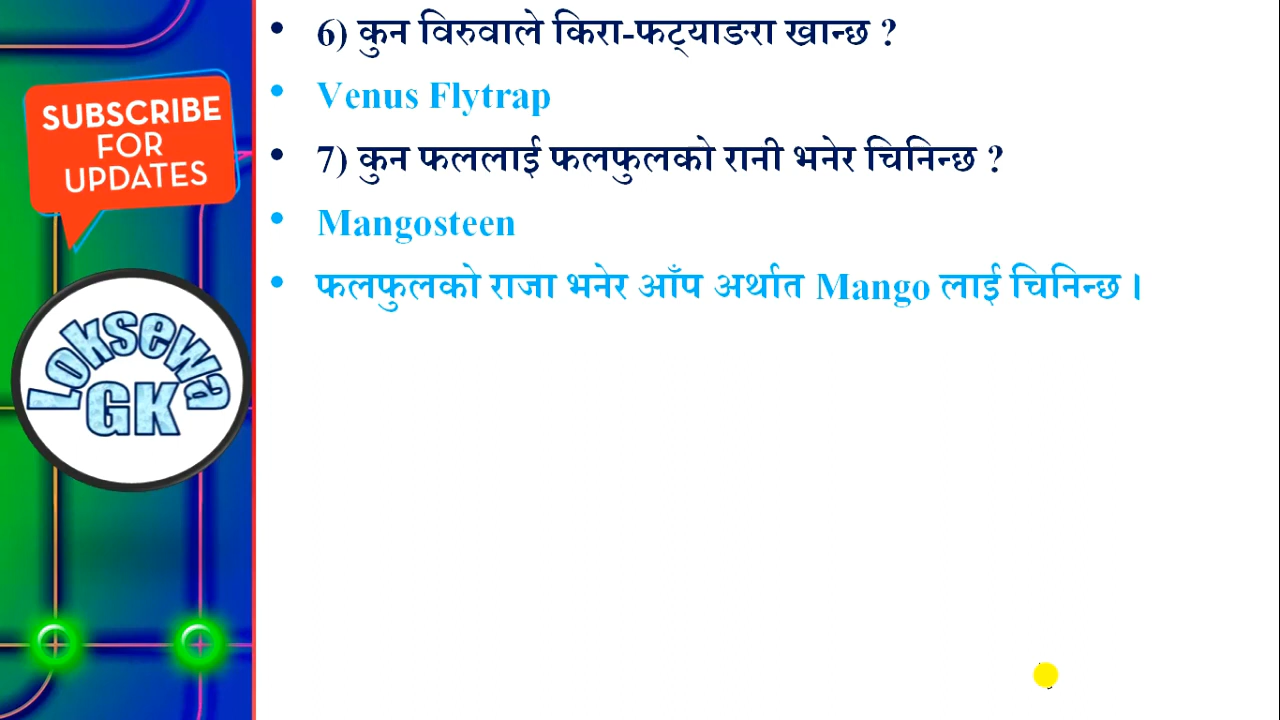 SUBSCRIBE
FOR
UPDATES
Loksewa
GK
• 6) कुन विरुवाले किरा-फट्याङरा खान्छ ?
• Venus Flytrap
• 7) कुन फललाई फलफुलको रानी भनेर चिनिन्छ ?
• Mangosteen
• फलफुलको राजा भनेर आँप अर्थात Mango लाई चिनिन्छ ।